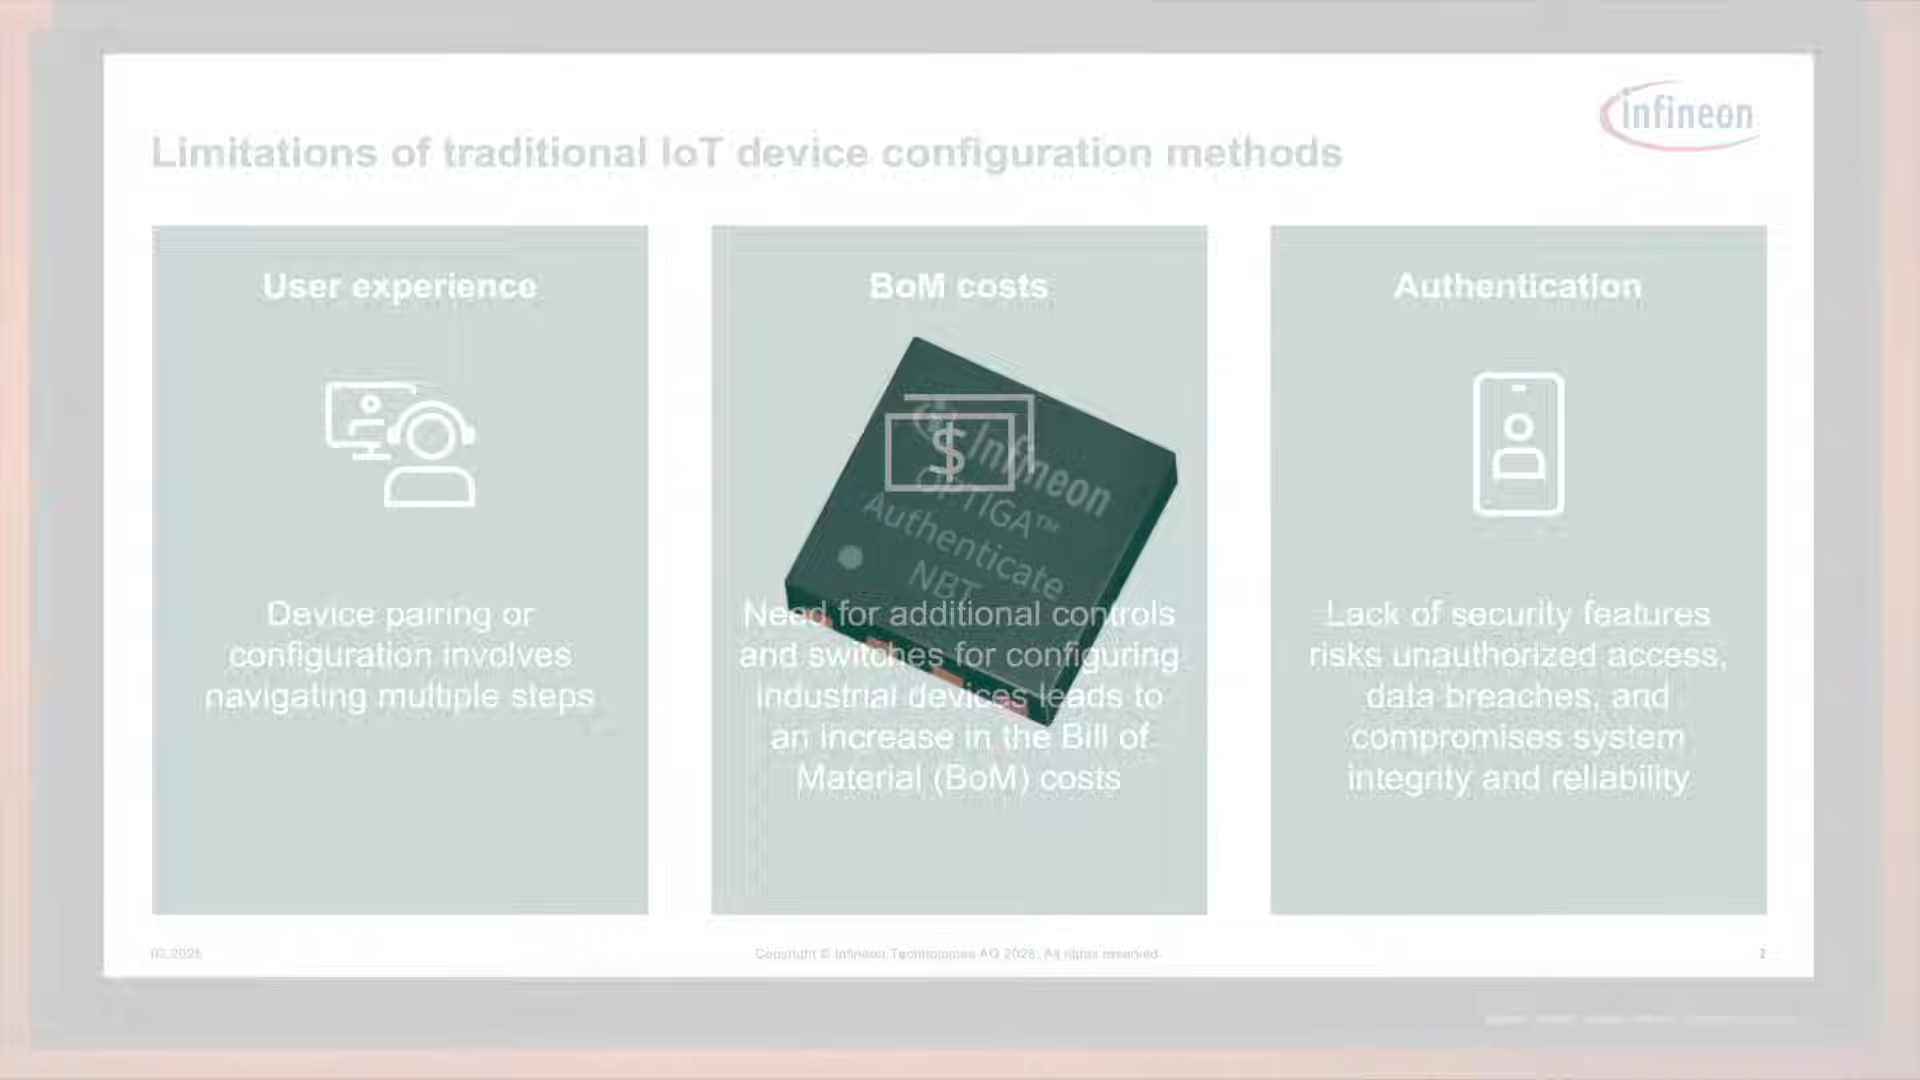 infineon
Limitations of traditional IoT device configuration methods
User experience
Device pairing or
configuration involves
navigating multiple steps
BoM costs
$
Infineon
OPTIGA™
Authenticate
NBT
Need for additional controls
and switches for configuring
industrial devices leads to
an increase in the Bill of
Material (BoM) costs
Authentication
Lack of security features
risks unauthorized access,
data breaches, and
compromises system
integrity and reliability
Copyright © Infineon Technologies AG 2025. All rights reserved.
2